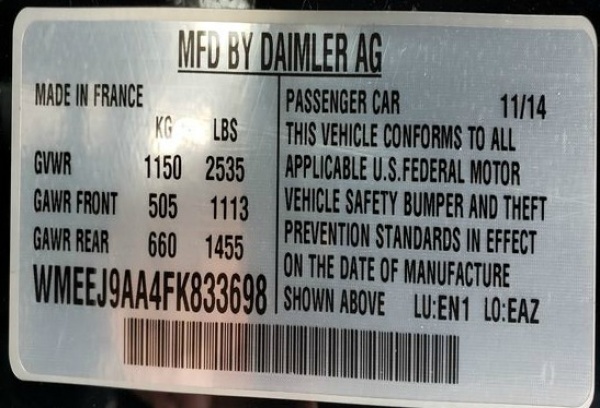 MFD BY DAIMLER AG
MADE IN FRANCE
KG LBS
GVWR 1150 2535
GAWR FRONT 505 1113
GAWR REAR 660 1455
WMEEJ9AA4FK833698
PASSENGER CAR 11/14
THIS VEHICLE CONFORMS TO ALL
APPLICABLE U.S.FEDERAL MOTOR
VEHICLE SAFETY BUMPER AND THEFT
PREVENTION STANDARDS IN EFFECT
ON THE DATE OF MANUFACTURE
SHOWN ABOVE LU:EN1 LO:EAZ